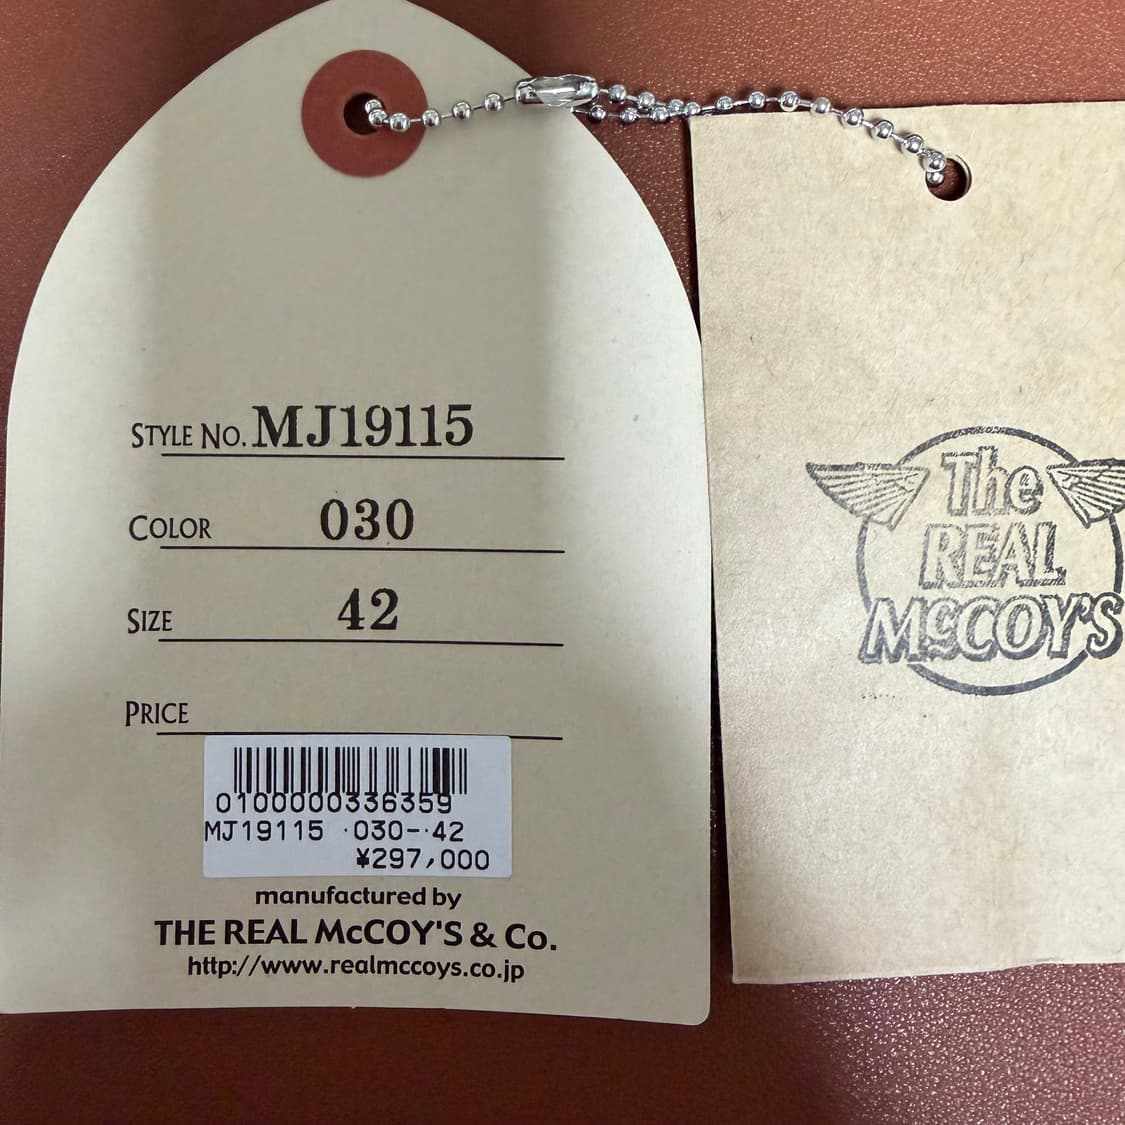 STYLE NO. MJ19115
COLOR 030
SIZE 42
PRICE
0100000336359
MJ19115 ·030-·42
¥297,000
manufactured by
THE REAL McCOY'S & Co.
http://www.realmccoys.co.jp
The
REAL
McCOY'S